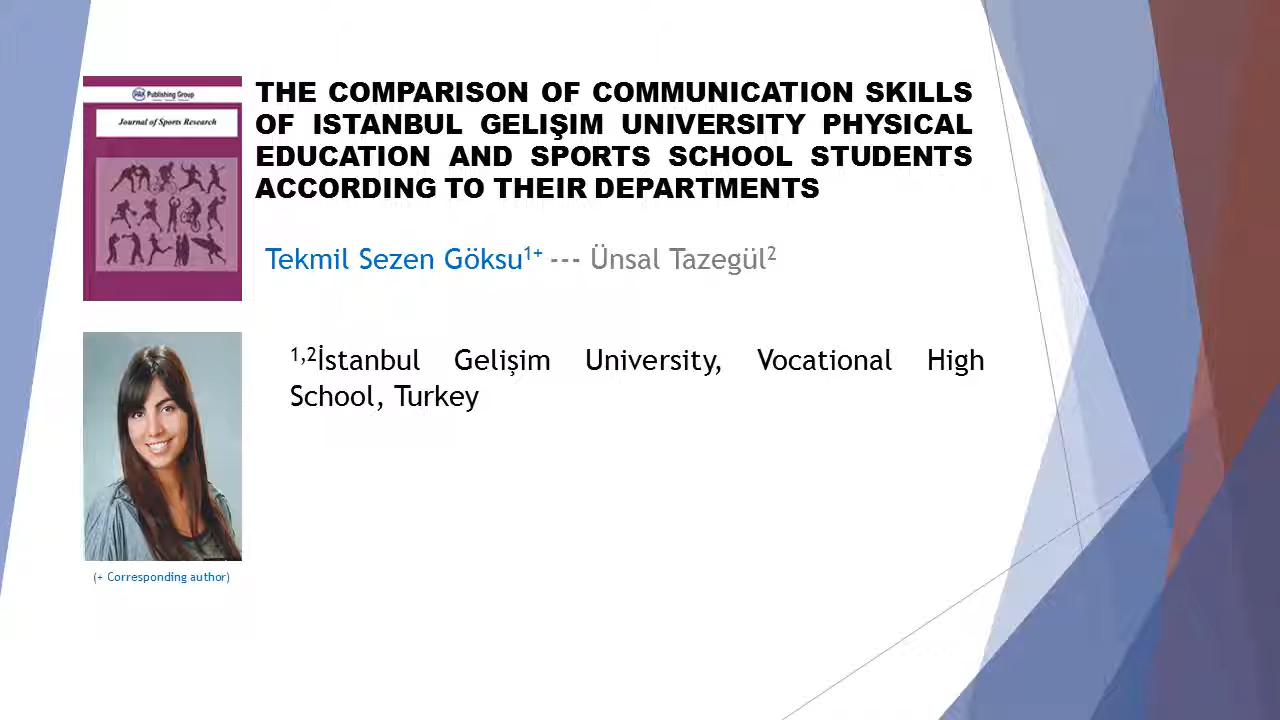 Publishing Group
Journal of Sports Research
THE COMPARISON OF COMMUNICATION SKILLS
OF ISTANBUL GELIŞIM UNIVERSITY PHYSICAL
EDUCATION AND SPORTS SCHOOL STUDENTS
ACCORDING TO THEIR DEPARTMENTS
Tekmil Sezen Göksu¹⁺ --- Ünsal Tazegül²
¹,²İstanbul Gelişim University, Vocational High
School, Turkey
(+ Corresponding author)